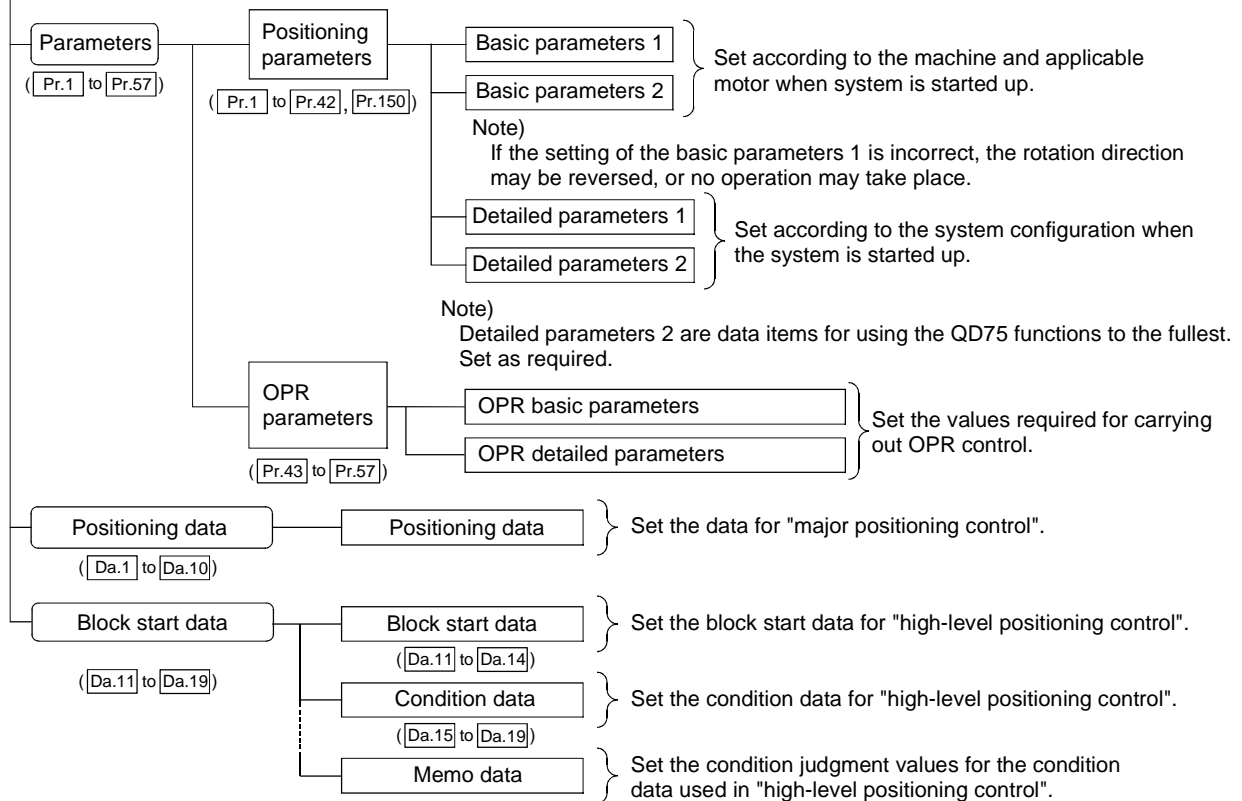 Parameters
( Pr.1 to Pr.57 )
Positioning
parameters
( Pr.1 to Pr.42 , Pr.150 )
Basic parameters 1
Basic parameters 2
Set according to the machine and applicable
motor when system is started up.
Note)
If the setting of the basic parameters 1 is incorrect, the rotation direction
may be reversed, or no operation may take place.
Detailed parameters 1
Detailed parameters 2
Set according to the system configuration when
the system is started up.
Note)
Detailed parameters 2 are data items for using the QD75 functions to the fullest.
Set as required.
OPR
parameters
( Pr.43 to Pr.57 )
OPR basic parameters
OPR detailed parameters
Set the values required for carrying
out OPR control.
Positioning data
( Da.1 to Da.10 )
Positioning data
Set the data for "major positioning control".
Block start data
( Da.11 to Da.19 )
Block start data
( Da.11 to Da.14 )
Set the block start data for "high-level positioning control".
Condition data
( Da.15 to Da.19 )
Set the condition data for "high-level positioning control".
Memo data
Set the condition judgment values for the condition
data used in "high-level positioning control".